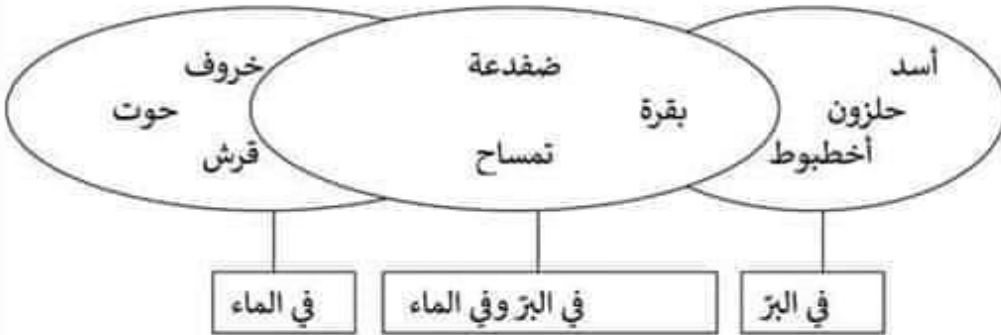 أسد
حلزون
أخطبوط
ضفدعة
بقرة
تمساح
خروف
حوت
قرش
في البرّ
في البرّ وفي الماء
في الماء